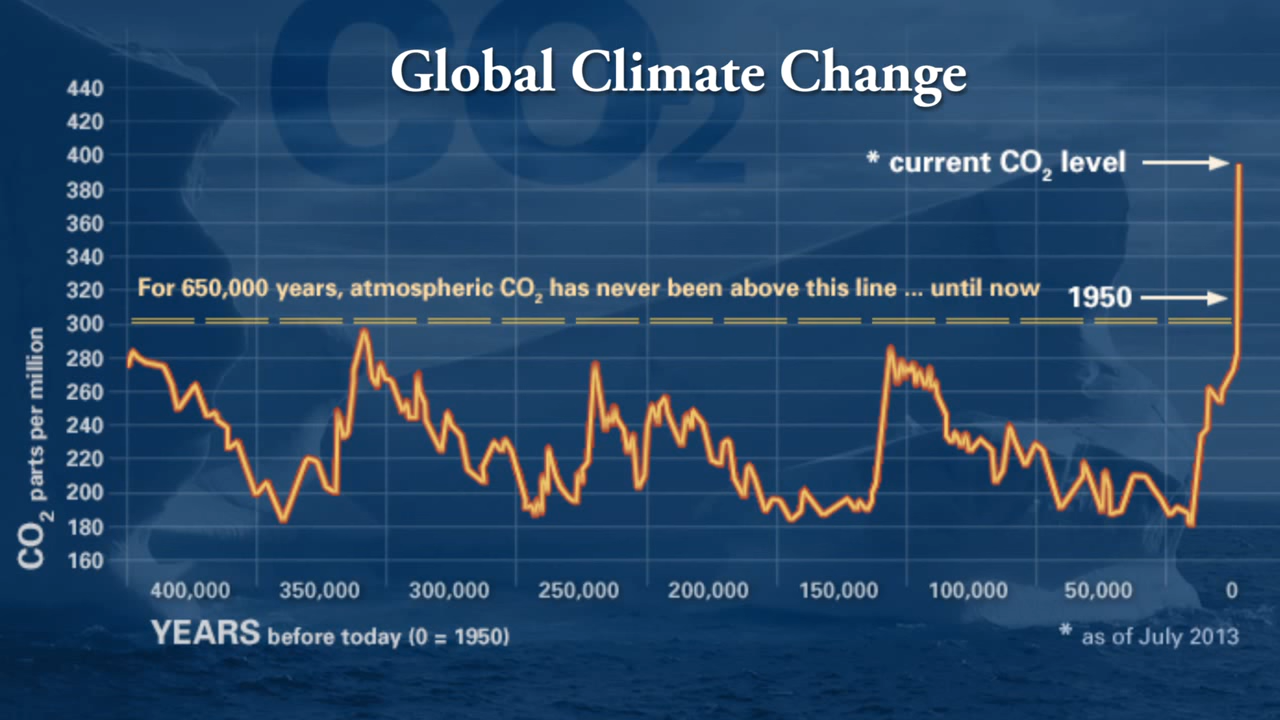 CO2
Global Climate Change
440
420
400
380
360
340
320
300
280
260
240
220
200
180
160
CO2 parts per million
* current CO2 level
For 650,000 years, atmospheric CO2 has never been above this line ... until now
1950
400,000 350,000 300,000 250,000 200,000 150,000 100,000 50,000 0
YEARS before today (0 = 1950)
* as of July 2013